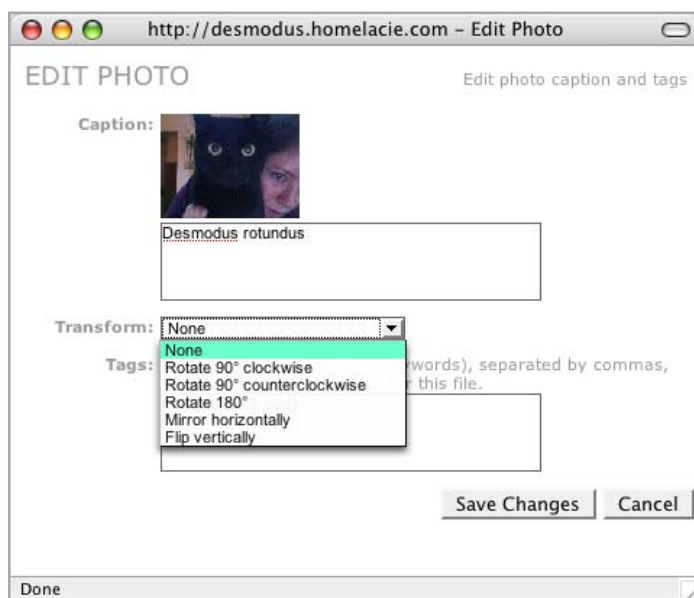 http://desmodus.homelacie.com – Edit Photo
EDIT PHOTO
Edit photo caption and tags
Caption:
Desmodus rotundus
Transform:
None
None
Rotate 90° clockwise
Rotate 90° counterclockwise
Rotate 180°
Mirror horizontally
Flip vertically
Tags:
words), separated by commas,
this file.
Save Changes
Cancel
Done